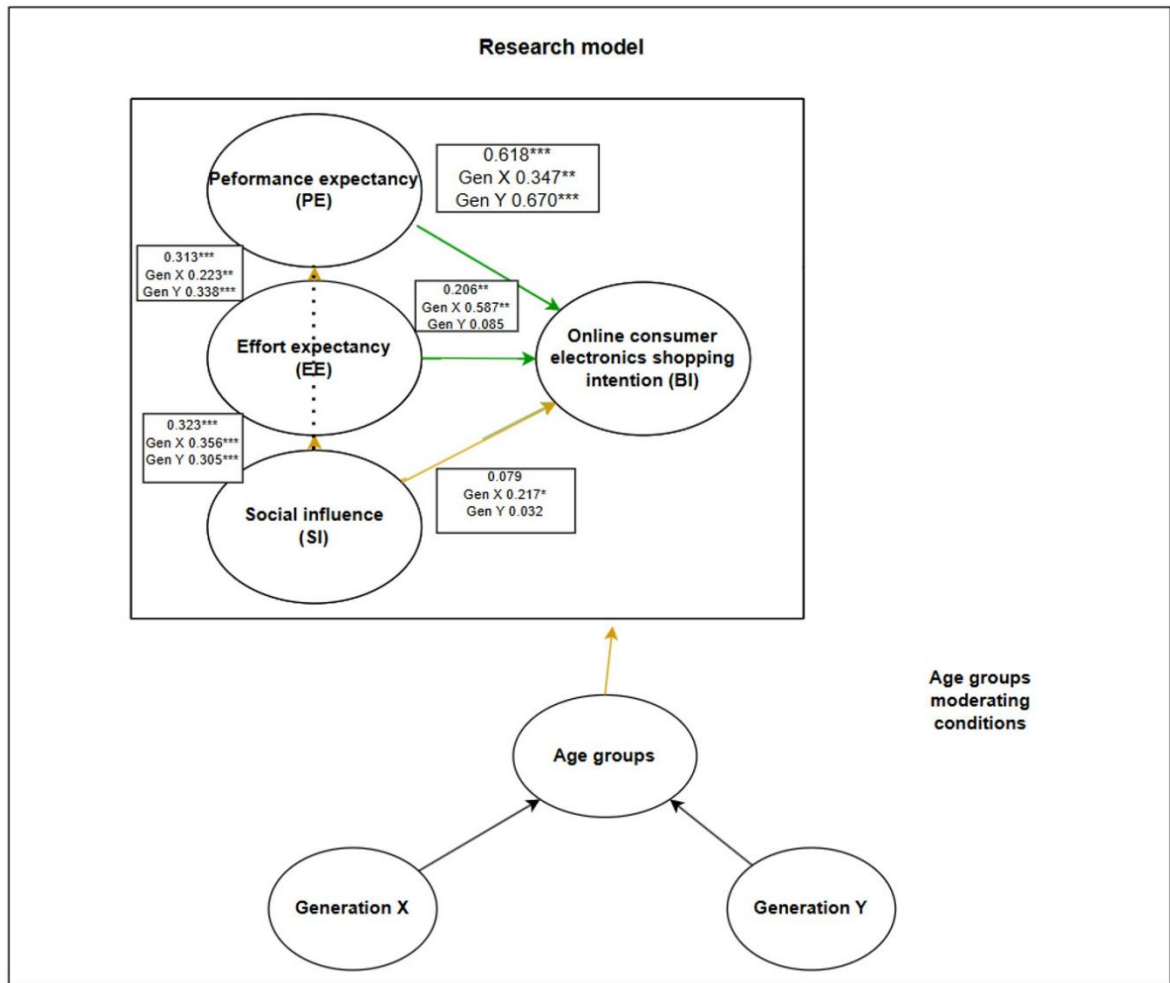 Research model
Peformance expectancy
(PE)
0.618***
Gen X 0.347**
Gen Y 0.670***
0.313***
Gen X 0.223**
Gen Y 0.338***
0.206**
Gen X 0.587**
Gen Y 0.085
Effort expectancy
(EE)
Online consumer
electronics shopping
intention (BI)
0.323***
Gen X 0.356***
Gen Y 0.305***
0.079
Gen X 0.217*
Gen Y 0.032
Social influence
(SI)
Age groups
moderating
conditions
Age groups
Generation X
Generation Y